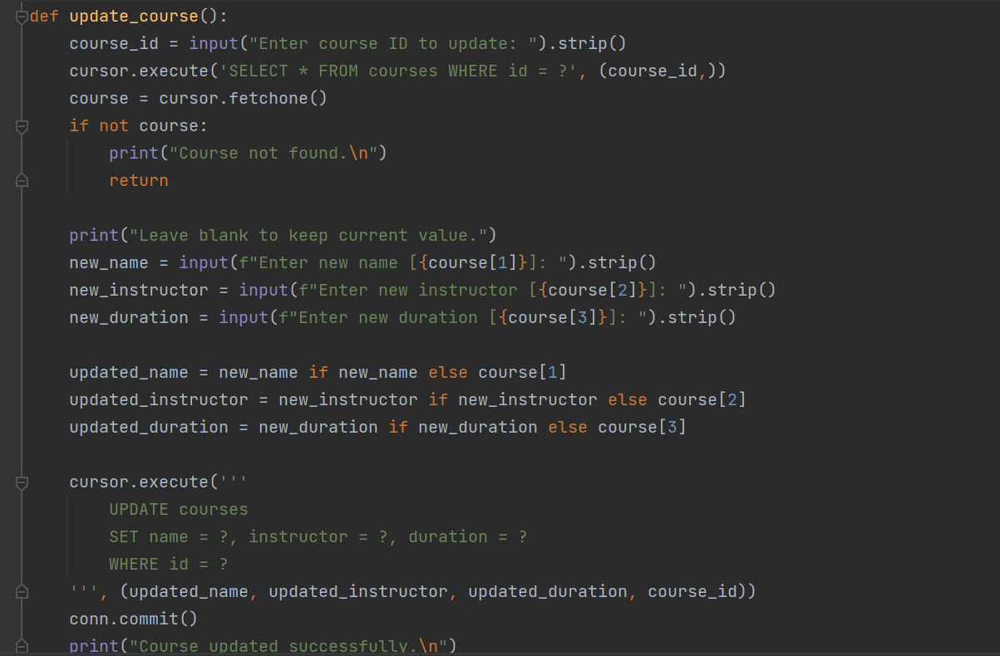 def update_course():
    course_id = input("Enter course ID to update: ").strip()
    cursor.execute('SELECT * FROM courses WHERE id = ?', (course_id,))
    course = cursor.fetchone()
    if not course:
        print("Course not found.\n")
        return

    print("Leave blank to keep current value.")
    new_name = input(f"Enter new name [{course[1]}]: ").strip()
    new_instructor = input(f"Enter new instructor [{course[2]}]: ").strip()
    new_duration = input(f"Enter new duration [{course[3]}]: ").strip()

    updated_name = new_name if new_name else course[1]
    updated_instructor = new_instructor if new_instructor else course[2]
    updated_duration = new_duration if new_duration else course[3]

    cursor.execute('''
        UPDATE courses
        SET name = ?, instructor = ?, duration = ?
        WHERE id = ?
    ''', (updated_name, updated_instructor, updated_duration, course_id))
    conn.commit()
    print("Course updated successfully.\n")